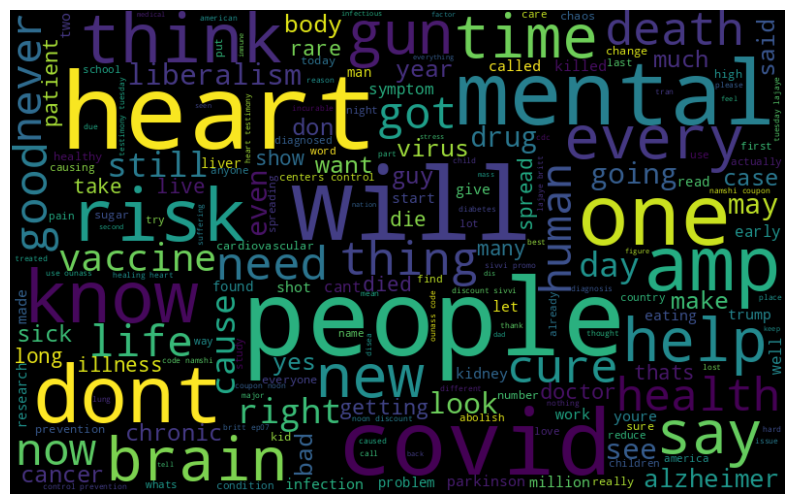 think
gun
time
death
said
body
rare
today
care
chaos
american
put
medical
infectious
factor
two
everything
immune
liberalism
year
man
called
killed
change
last
please
much
high
feel
patient
goodnever
school
symptom
got
mental
heart
don
drug
every
virus
first
due
night
reason
word
liver
diagnosed
anyone
show
want
guy
stress
part
child
use
actually
healthy
causing
still
centers control
take
live
even
spreading
start
give
die
spread
human
going
case
read
namshi coupon
risk
will
one
may
early
pain
sugar
try
suffering
nation
second
diabetes
lot
many
best
vaccine
need
thing
day
amp
treated
cardiovascular
healing heart
use ounass
found
shot
cant
died
find
discount sivvi
sivvi promo
figure
diagnosis
country
make
trump
place
know
people
made
sick
life
cause
way
yes
name
let
thank
already
thought
eating
help
well
keep
research
long
illness
code namshi
everyone
study
new
mean
dad
ounass code
kidney
cure
number
doctor
thats
lost
dont
right
getting
look
different
nothing
health
now
brain
chronic
bad
kid
coupon noon
noon discount
major
lung
britt ep07
covid
abolish
work
youre
love
sure
reduce
see
children
america
say
hard
issue
prevention
cancer
tell
whats
control prevention
condition
infection
caused
call
problem
back
parkinson
million
really
alzheimer
testimony tuesday
heart testimony
tuesday lajaye
lajaye britt